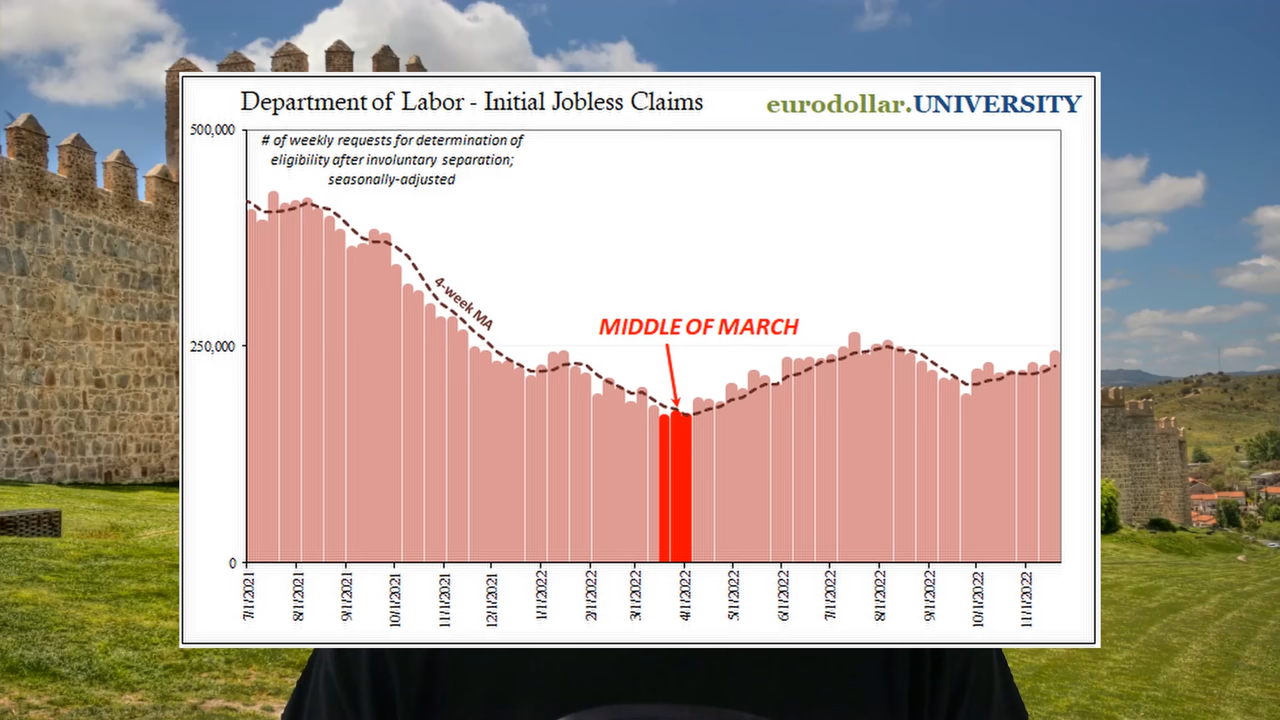 Department of Labor - Initial Jobless Claims
eurodollar.UNIVERSITY
500,000
# of weekly requests for determination of
eligibility after involuntary separation;
seasonally-adjusted
4-week MA
MIDDLE OF MARCH
250,000
0
7/1/2021
8/1/2021
9/1/2021
10/1/2021
11/1/2021
12/1/2021
1/1/2022
2/1/2022
3/1/2022
4/1/2022
5/1/2022
6/1/2022
7/1/2022
8/1/2022
9/1/2022
10/1/2022
11/1/2022